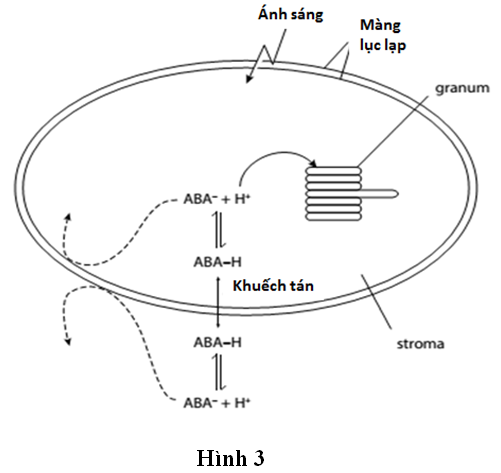 Ánh sáng
Màng
lục lạp
granum
ABA⁻ + H⁺
ABA–H
Khuếch tán
ABA–H
stroma
ABA⁻ + H⁺
Hình 3